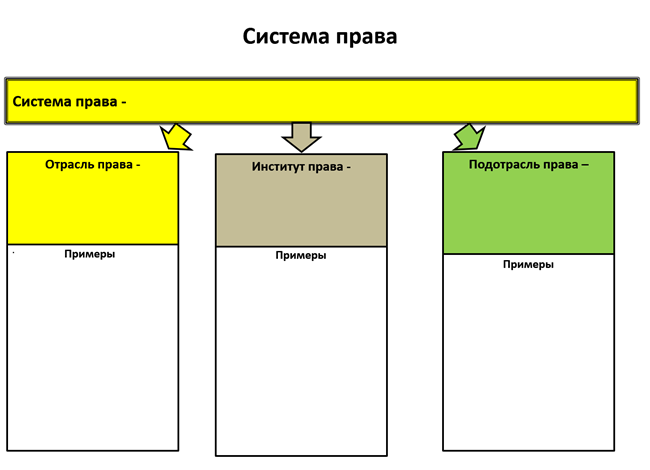 Система права
Система права -
Отрасль права -
Институт права -
Подотрасль права –
Примеры
Примеры
Примеры